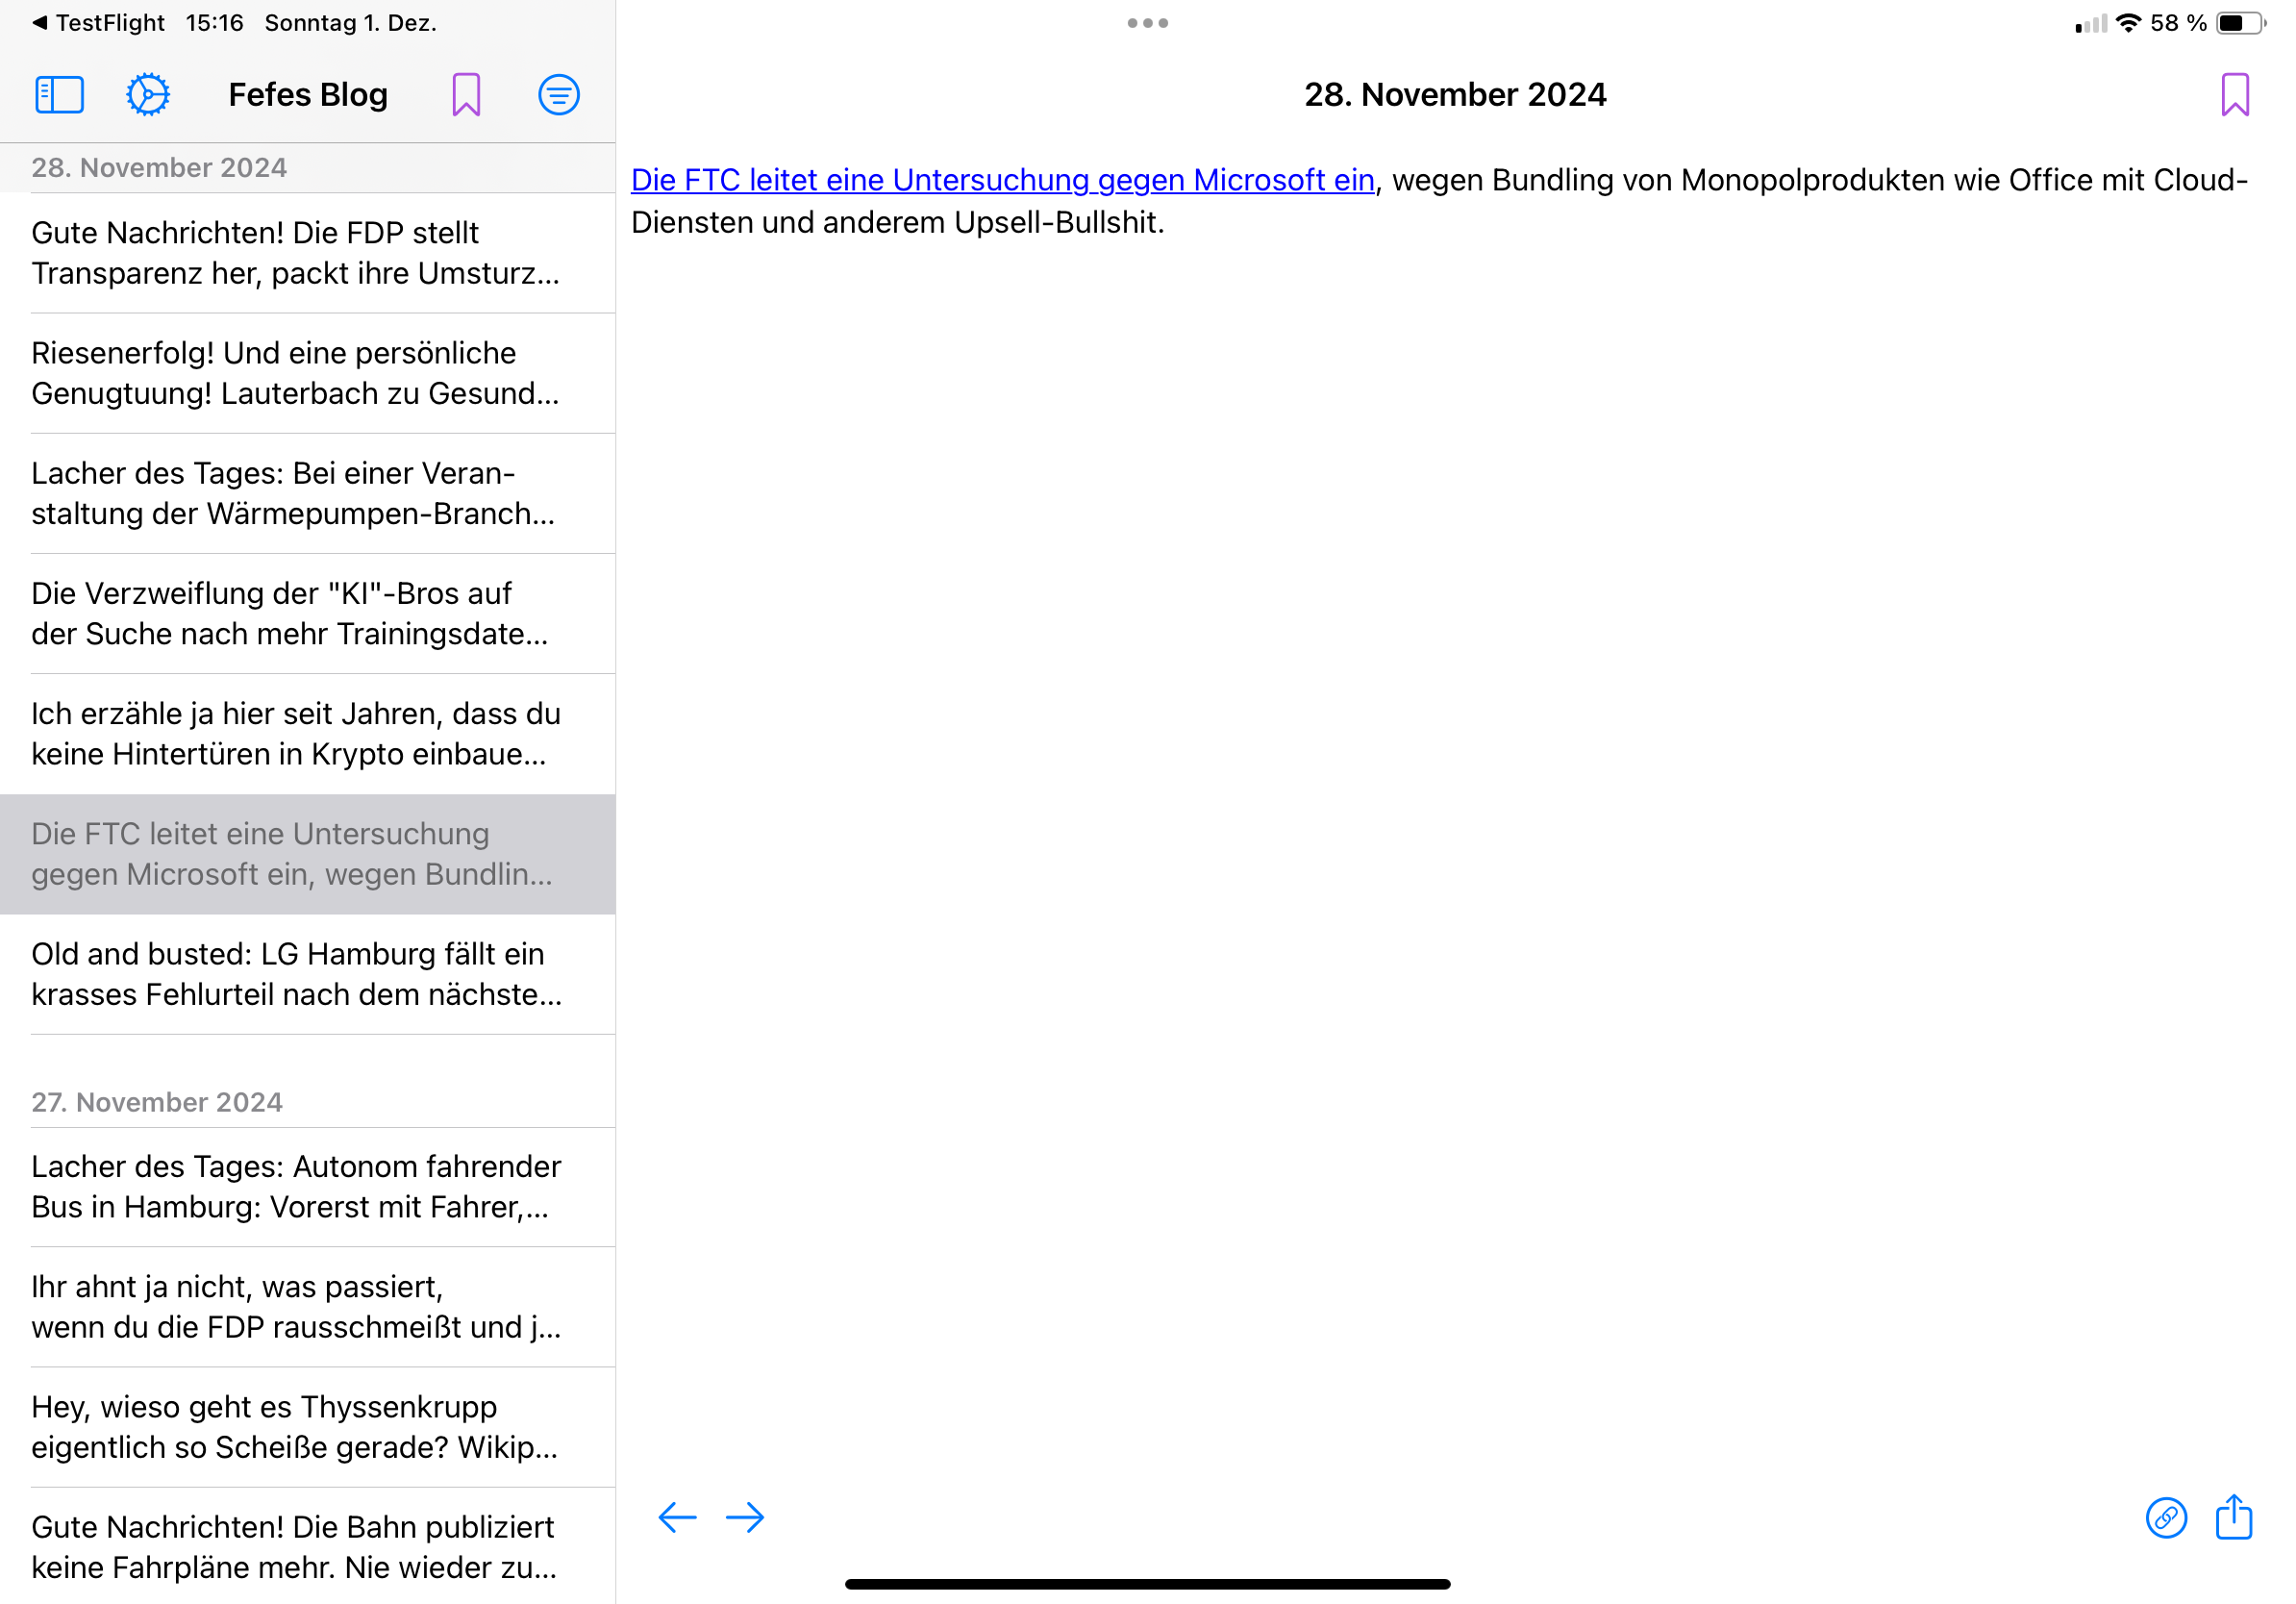 ◀ TestFlight 15:16 Sonntag 1. Dez.
58 %
Fefes Blog
28. November 2024
Gute Nachrichten! Die FDP stellt
Transparenz her, packt ihre Umsturz...
Riesenerfolg! Und eine persönliche
Genugtuung! Lauterbach zu Gesund...
Lacher des Tages: Bei einer Veran-
staltung der Wärmepumpen-Branch...
Die Verzweiflung der "KI"-Bros auf
der Suche nach mehr Trainingsdate...
Ich erzähle ja hier seit Jahren, dass du
keine Hintertüren in Krypto einbaue...
Die FTC leitet eine Untersuchung
gegen Microsoft ein, wegen Bundlin...
Old and busted: LG Hamburg fällt ein
krasses Fehlurteil nach dem nächste...
27. November 2024
Lacher des Tages: Autonom fahrender
Bus in Hamburg: Vorerst mit Fahrer,...
Ihr ahnt ja nicht, was passiert,
wenn du die FDP rausschmeißt und j...
Hey, wieso geht es Thyssenkrupp
eigentlich so Scheiße gerade? Wikip...
Gute Nachrichten! Die Bahn publiziert
keine Fahrpläne mehr. Nie wieder zu...
28. November 2024
Die FTC leitet eine Untersuchung gegen Microsoft ein, wegen Bundling von Monopolprodukten wie Office mit Cloud-
Diensten und anderem Upsell-Bullshit.